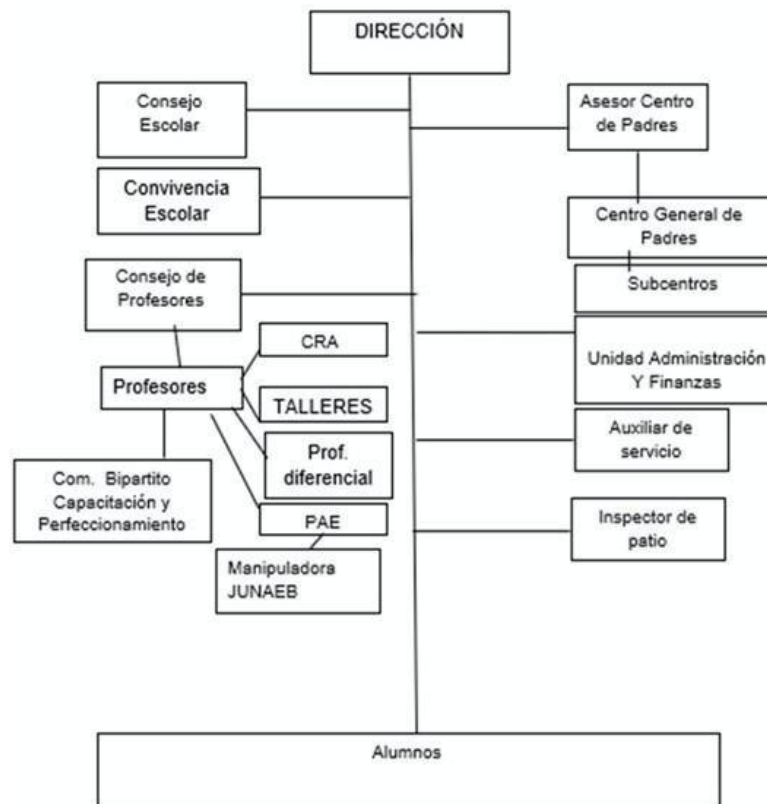 DIRECCIÓN
Consejo
Escolar
Asesor Centro
de Padres
Convivencia
Escolar
Centro General de
Padres
Consejo de
Profesores
Subcentros
CRA
Unidad Administración
Y Finanzas
Profesores
TALLERES
Auxiliar de
servicio
Prof.
diferencial
Com. Bipartito
Capacitación y
Perfeccionamiento
PAE
Inspector de
patio
Manipuladora
JUNAEB
Alumnos